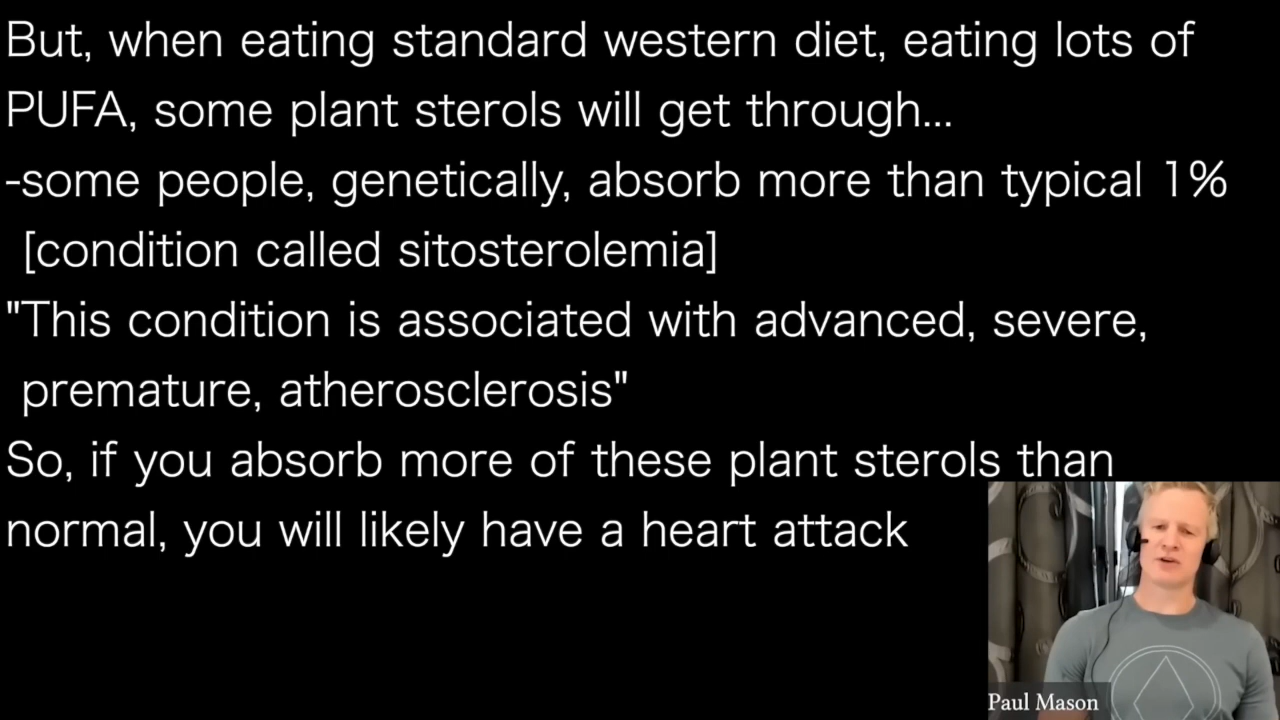 But, when eating standard western diet, eating lots of
PUFA, some plant sterols will get through...
-some people, genetically, absorb more than typical 1%
[condition called sitosterolemia]
"This condition is associated with advanced, severe,
premature, atherosclerosis"
So, if you absorb more of these plant sterols than
normal, you will likely have a heart attack
Paul Mason